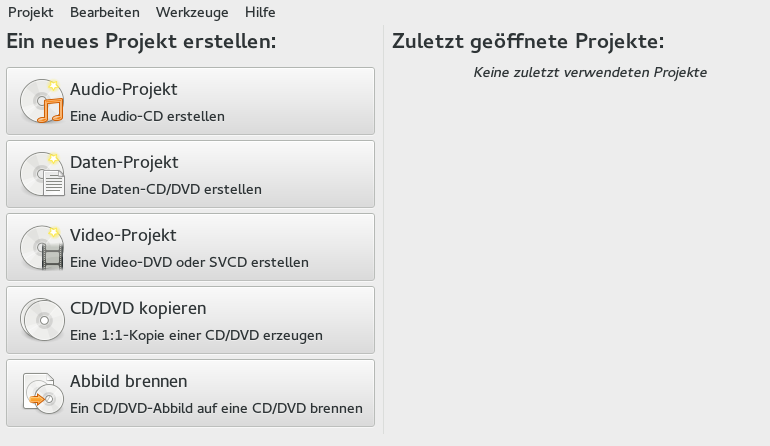 Projekt Bearbeiten Werkzeuge Hilfe
Ein neues Projekt erstellen:
Audio-Projekt
Eine Audio-CD erstellen
Daten-Projekt
Eine Daten-CD/DVD erstellen
Video-Projekt
Eine Video-DVD oder SVCD erstellen
CD/DVD kopieren
Eine 1:1-Kopie einer CD/DVD erzeugen
Abbild brennen
Ein CD/DVD-Abbild auf eine CD/DVD brennen
Zuletzt geöffnete Projekte:
Keine zuletzt verwendeten Projekte